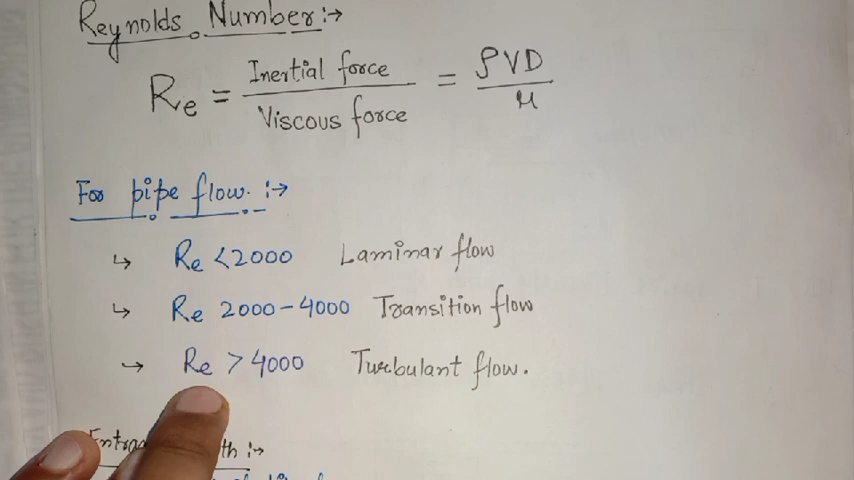 Reynolds Number:→
Re = Inertial force / Viscous force = ρVD / μ
For pipe flow. :→
↳ Re <2000 Laminar flow
↳ Re 2000-4000 Transition flow
→ Re > 4000 Turbulant flow.